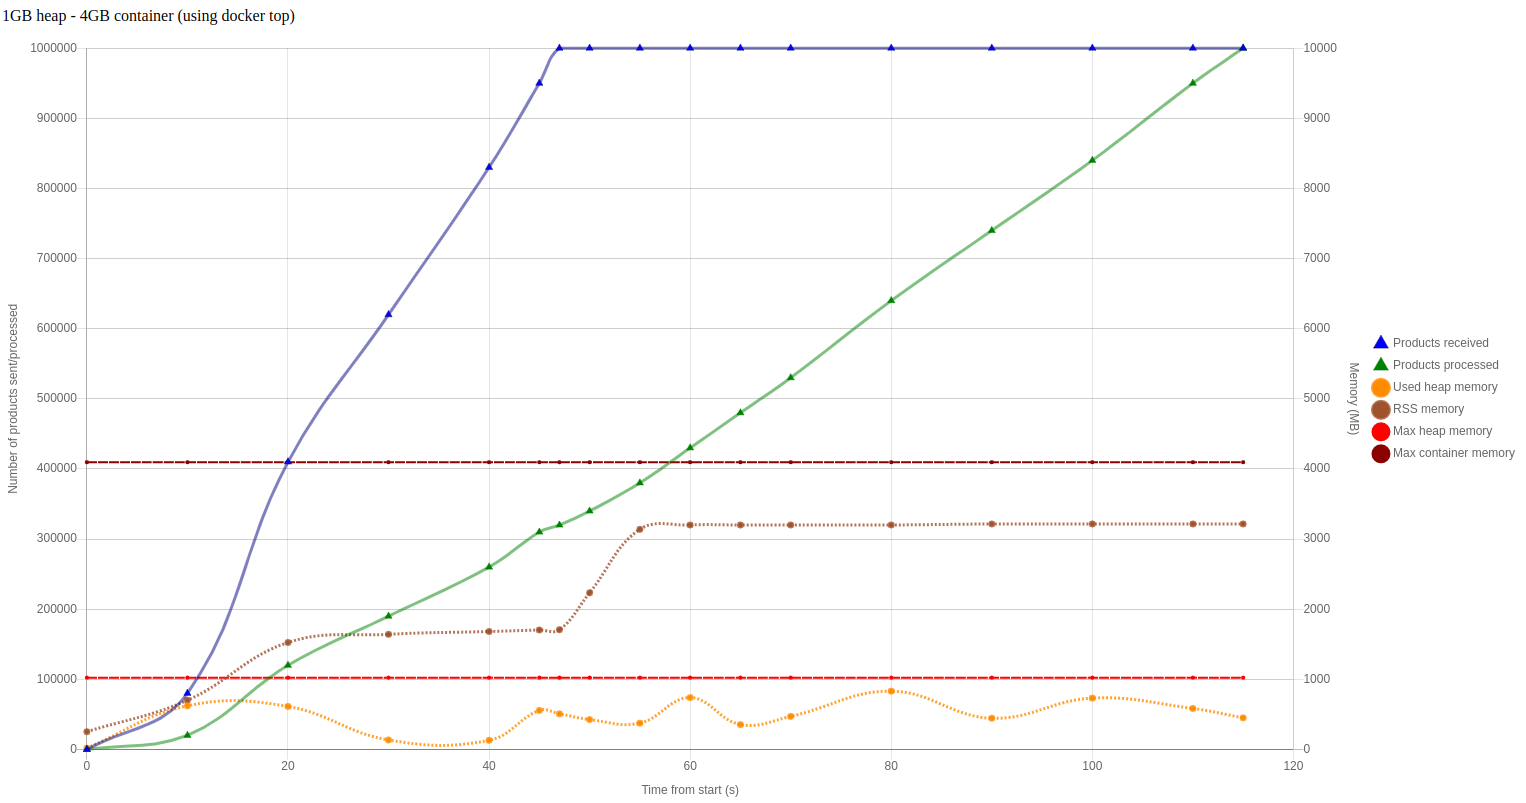 1GB heap - 4GB container (using docker top)
1000000
900000
800000
700000
600000
500000
400000
300000
200000
100000
0
Number of products sent/processed
10000
9000
8000
7000
6000
5000
4000
3000
2000
1000
0
Memory (MB)
0 20 40 60 80 100 120
Time from start (s)
Products received
Products processed
Used heap memory
RSS memory
Max heap memory
Max container memory